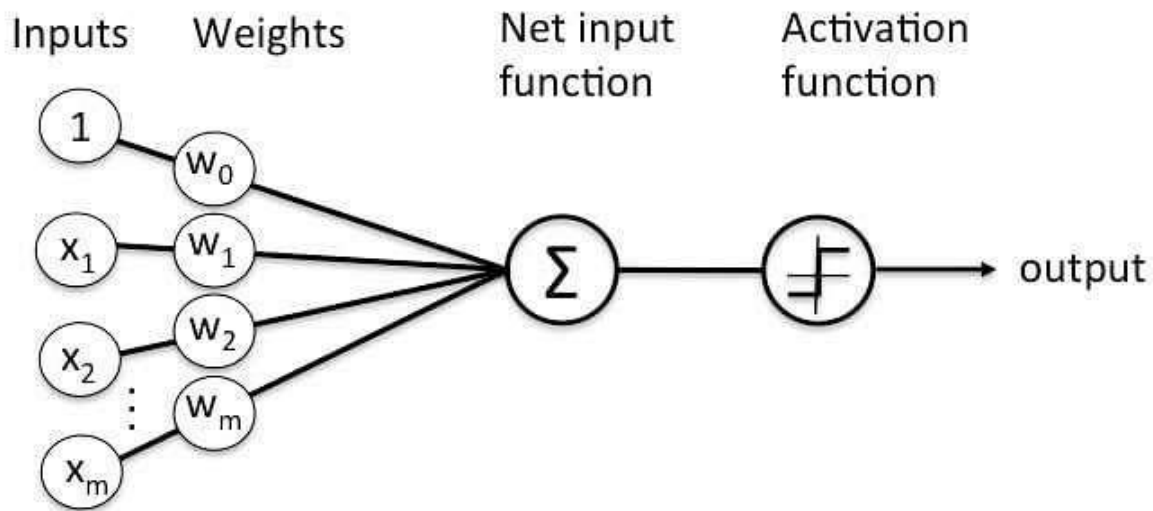 Inputs
Weights
Net input
function
Activation
function
1
w₀
x₁
w₁
x₂
w₂
⋮
wₘ
xₘ
Σ
output